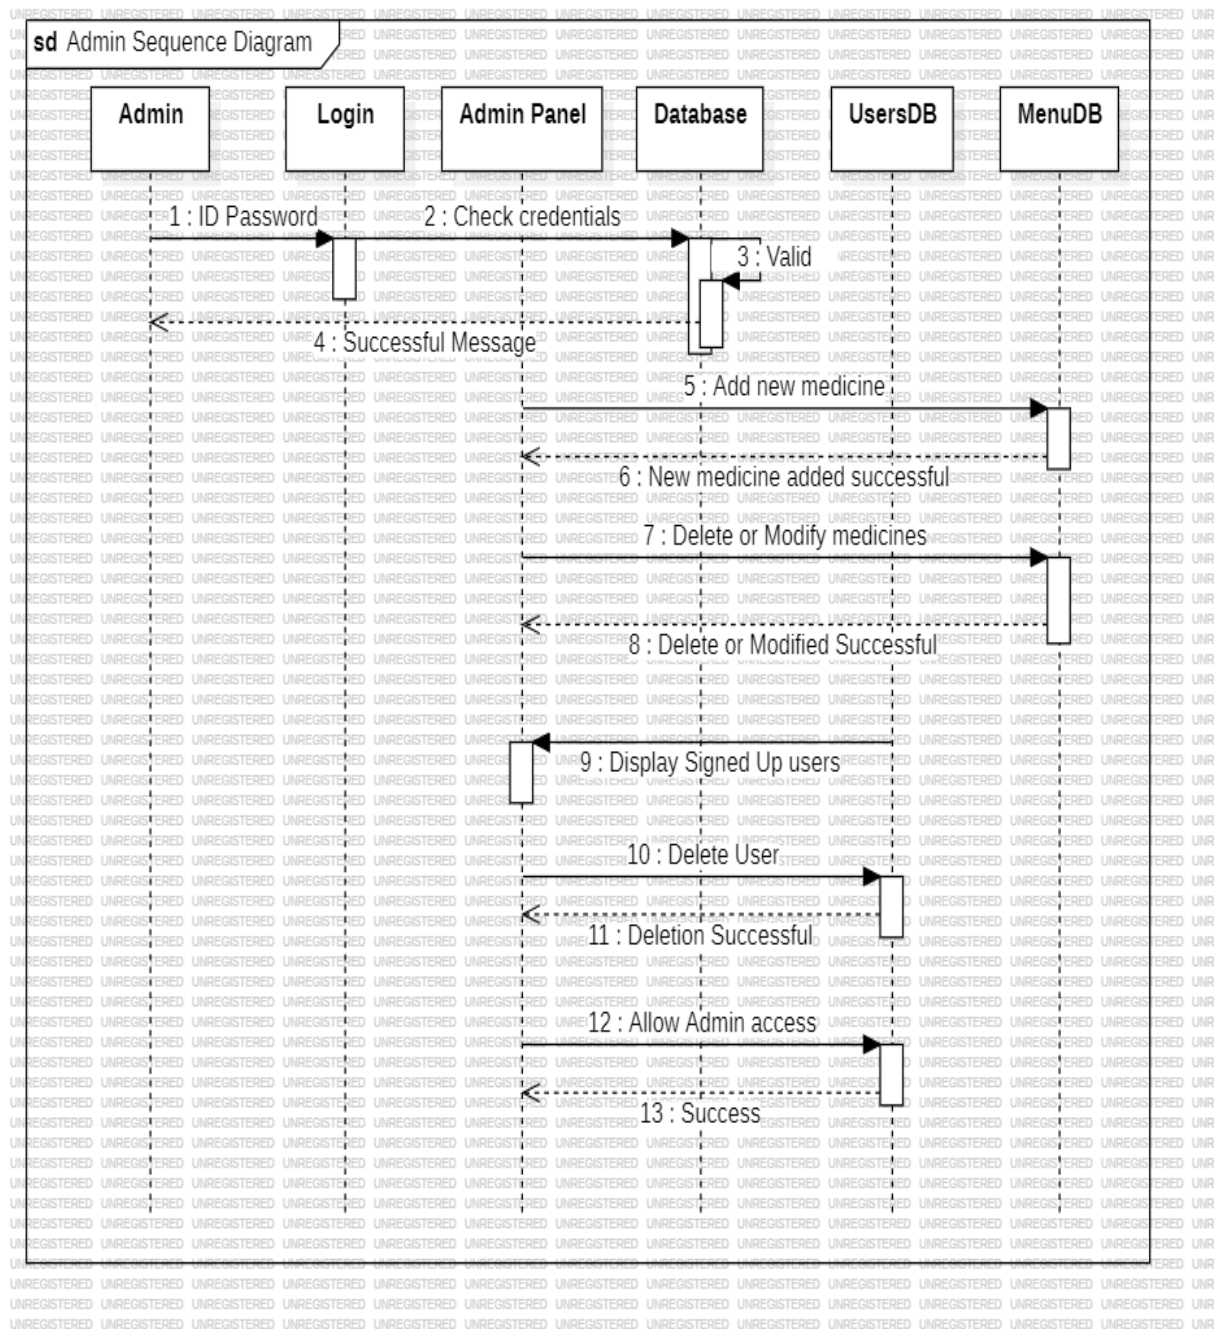 sd Admin Sequence Diagram
Admin
Login
Admin Panel
Database
UsersDB
MenuDB
1 : ID Password
2 : Check credentials
3 : Valid
4 : Successful Message
5 : Add new medicine
6 : New medicine added successful
7 : Delete or Modify medicines
8 : Delete or Modified Successful
9 : Display Signed Up users
10 : Delete User
11 : Deletion Successful
12 : Allow Admin access
13 : Success
UNREGISTERED